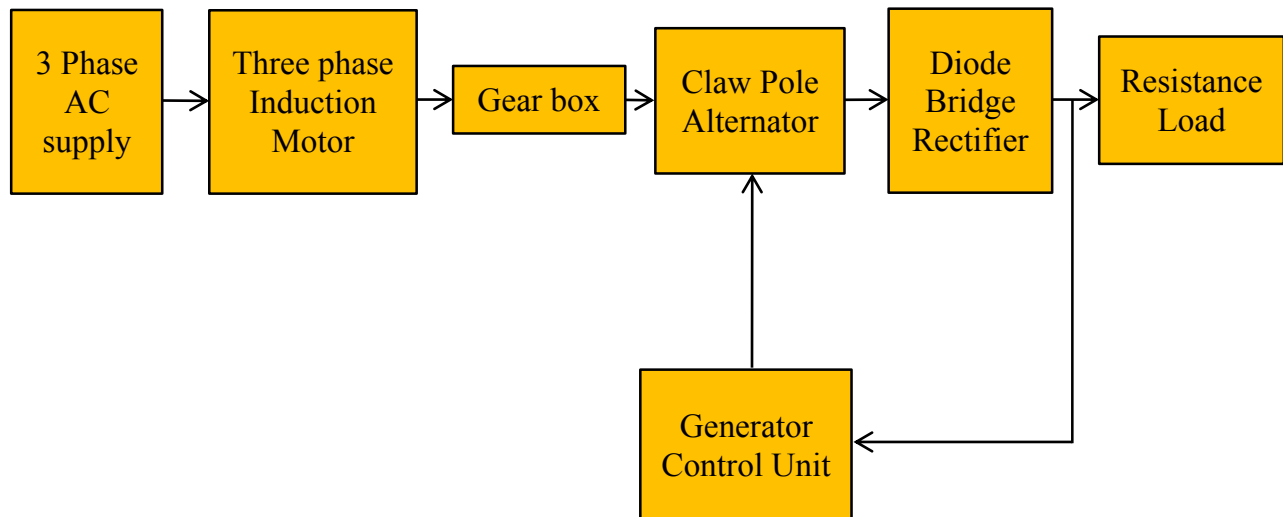 3 Phase
AC
supply
Three phase
Induction
Motor
Gear box
Claw Pole
Alternator
Diode
Bridge
Rectifier
Resistance
Load
Generator
Control Unit